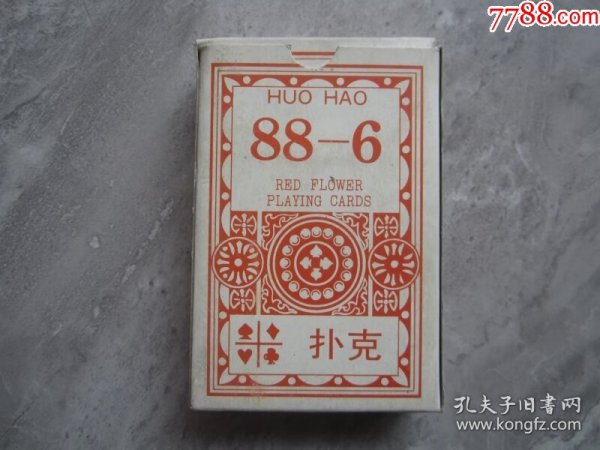 7788.com
HUO HAO
88—6
RED FLOWER
PLAYING CARDS
扑克
孔夫子旧书网
www.kongfz.com